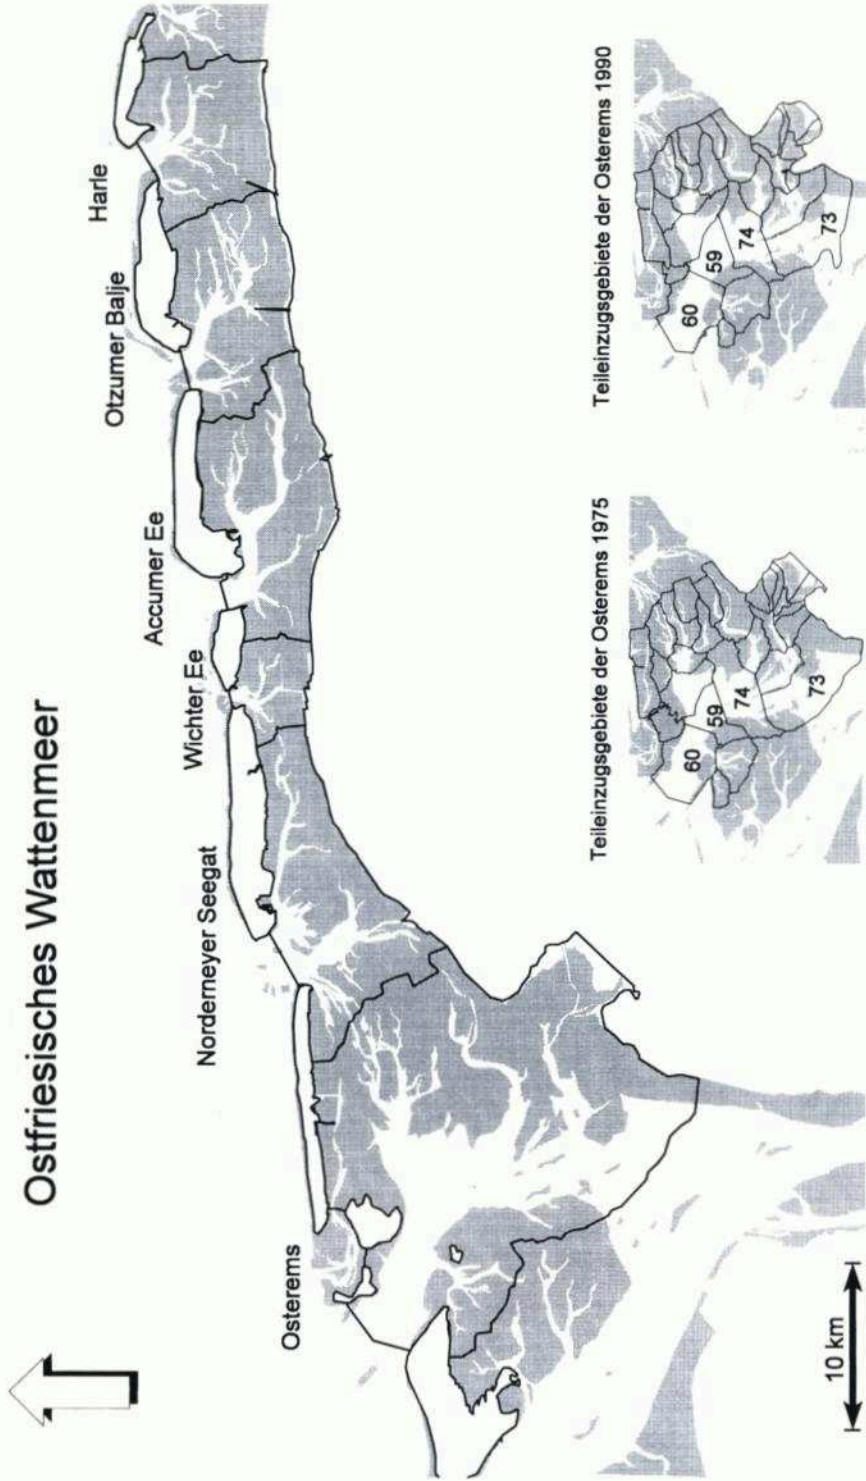 Ostfriesisches Wattenmeer
Harle
Otzumer Balje
Accumer Ee
Wichter Ee
Norderneyer Seegat
Osterems
10 km
Teileinzugsgebiete der Osterems 1975
60
59
74
73
Teileinzugsgebiete der Osterems 1990
60
59
74
73